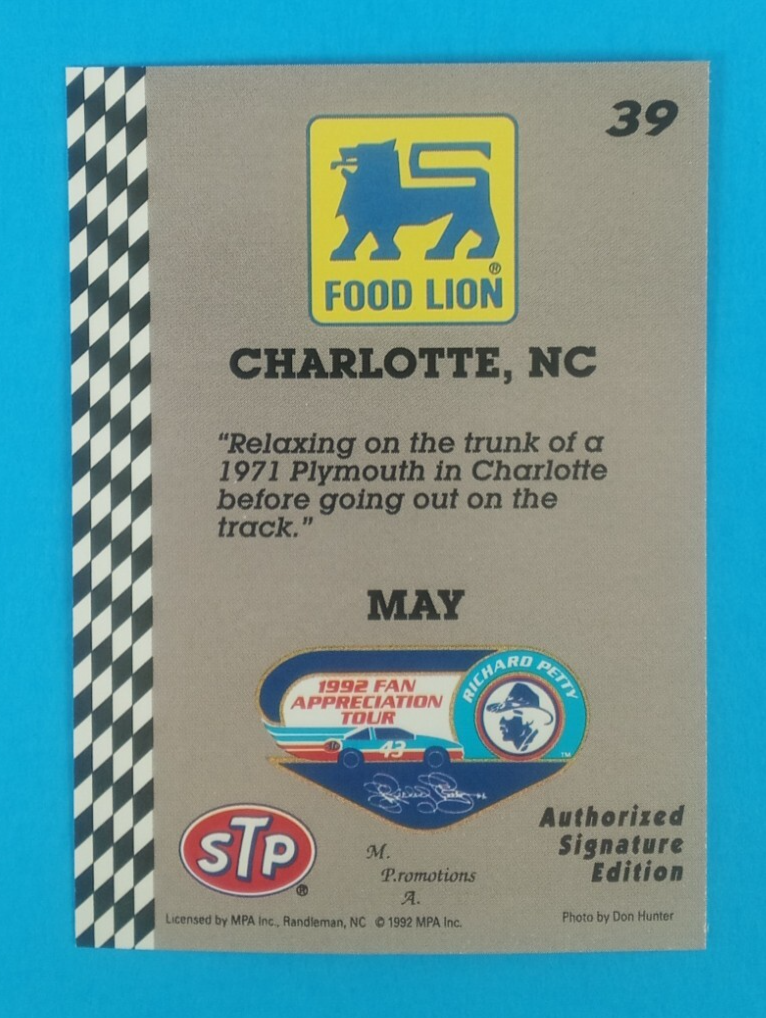 39
FOOD LION®
CHARLOTTE, NC
“Relaxing on the trunk of a
1971 Plymouth in Charlotte
before going out on the
track.”
MAY
1992 FAN
APPRECIATION
TOUR
RICHARD PETTY
43
STP
TM
STP®
M.
P.romotions
A.
Authorized
Signature
Edition
Licensed by MPA Inc., Randleman, NC © 1992 MPA Inc.
Photo by Don Hunter